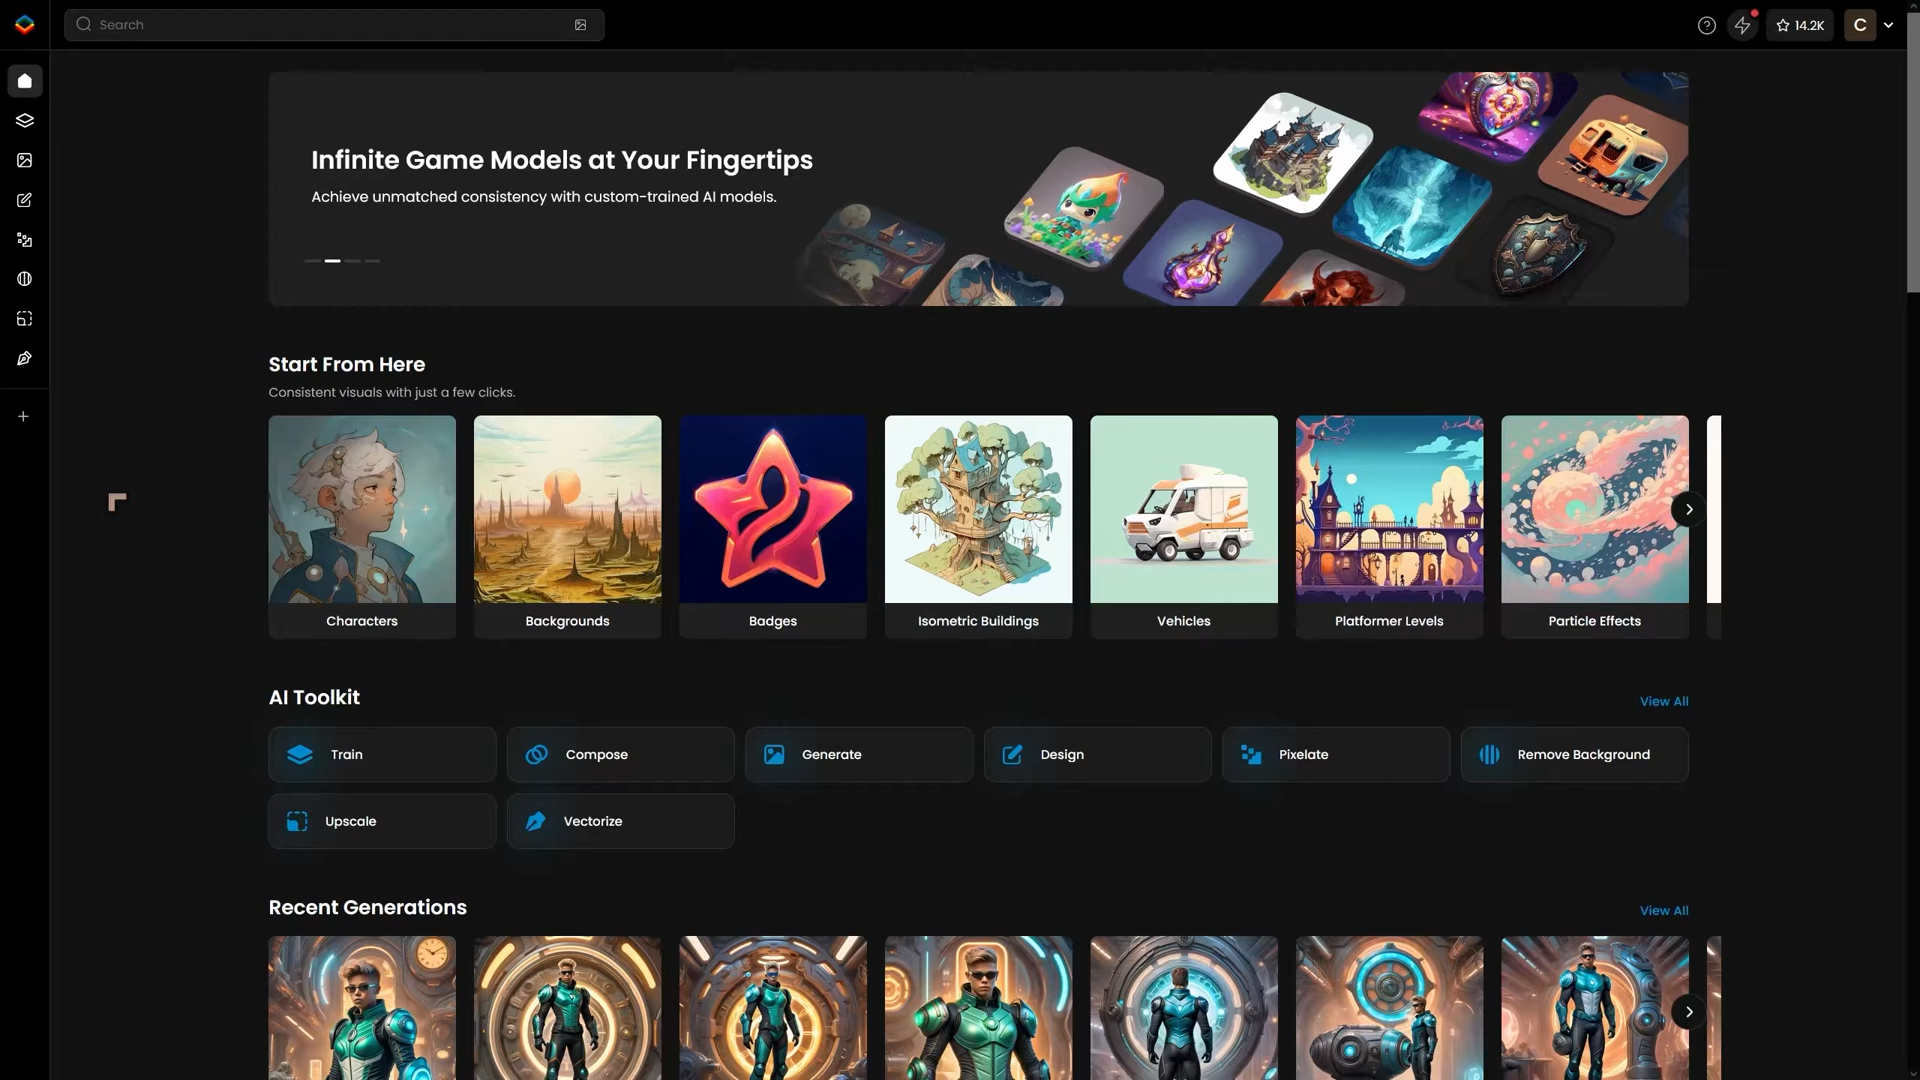 Search
14.2K
C
Infinite Game Models at Your Fingertips
Achieve unmatched consistency with custom-trained AI models.
Start From Here
Consistent visuals with just a few clicks.
Characters
Backgrounds
Badges
Isometric Buildings
Vehicles
Platformer Levels
Particle Effects
AI Toolkit
View All
Train
Compose
Generate
Design
Pixelate
Remove Background
Upscale
Vectorize
Recent Generations
View All